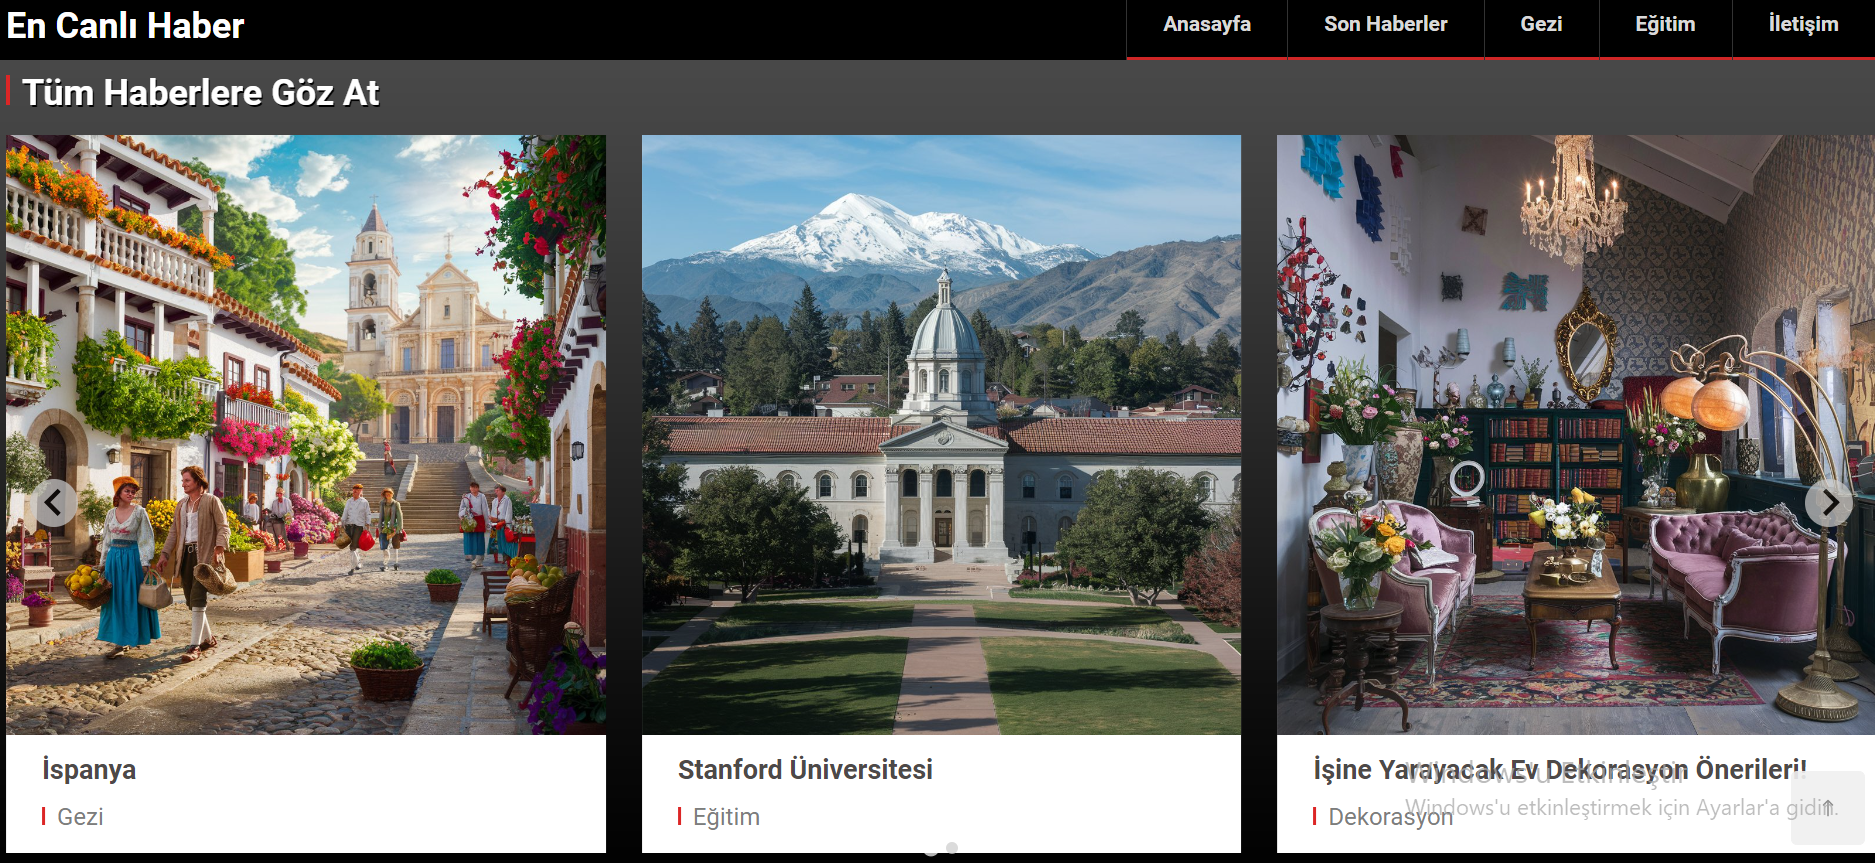 En Canlı Haber
Anasayfa
Son Haberler
Gezi
Eğitim
İletişim
Tüm Haberlere Göz At
İspanya
Gezi
Stanford Üniversitesi
Eğitim
İşine Yarayacak Ev Dekorasyon Önerileri!
Dekorasyon
Windows'u Etkinleştir
Windows'u etkinleştirmek için Ayarlar'a gidin.